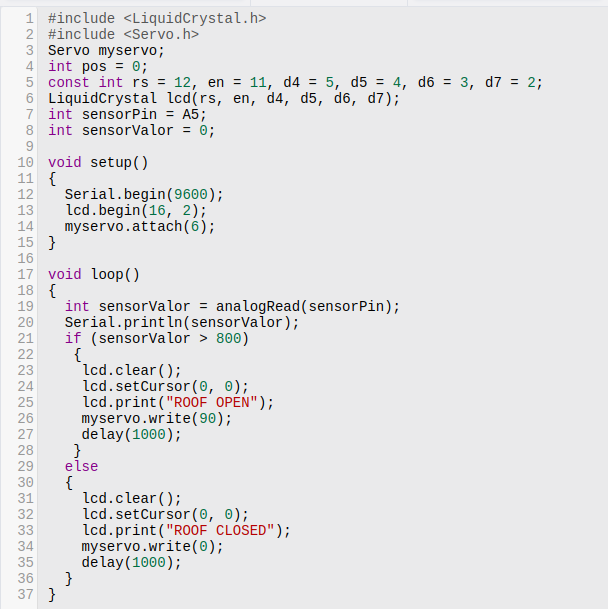 1 #include <LiquidCrystal.h>
2 #include <Servo.h>
3 Servo myservo;
4 int pos = 0;
5 const int rs = 12, en = 11, d4 = 5, d5 = 4, d6 = 3, d7 = 2;
6 LiquidCrystal lcd(rs, en, d4, d5, d6, d7);
7 int sensorPin = A5;
8 int sensorValor = 0;
9
10 void setup()
11 {
12   Serial.begin(9600);
13   lcd.begin(16, 2);
14   myservo.attach(6);
15 }
16
17 void loop()
18 {
19   int sensorValor = analogRead(sensorPin);
20   Serial.println(sensorValor);
21   if (sensorValor > 800)
22    {
23     lcd.clear();
24     lcd.setCursor(0, 0);
25     lcd.print("ROOF OPEN");
26     myservo.write(90);
27     delay(1000);
28    }
29   else
30   {
31     lcd.clear();
32     lcd.setCursor(0, 0);
33     lcd.print("ROOF CLOSED");
34     myservo.write(0);
35     delay(1000);
36   }
37 }